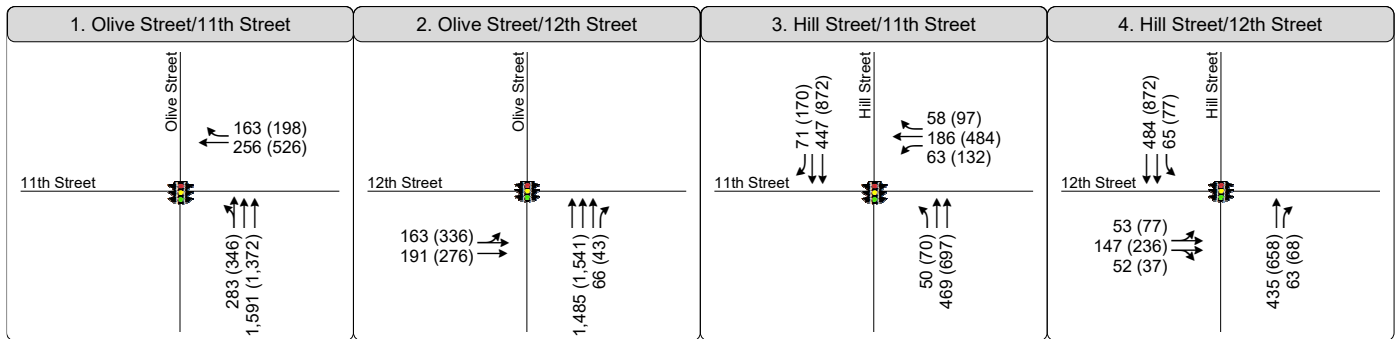 1. Olive Street/11th Street
Olive Street
163 (198)
256 (526)
11th Street
283 (346)
1,591 (1,372)
2. Olive Street/12th Street
Olive Street
12th Street
163 (336)
191 (276)
1,485 (1,541)
66 (43)
3. Hill Street/11th Street
71 (170)
447 (872)
Hill Street
58 (97)
186 (484)
63 (132)
11th Street
50 (70)
469 (697)
4. Hill Street/12th Street
484 (872)
65 (77)
Hill Street
12th Street
53 (77)
147 (236)
52 (37)
435 (658)
63 (68)